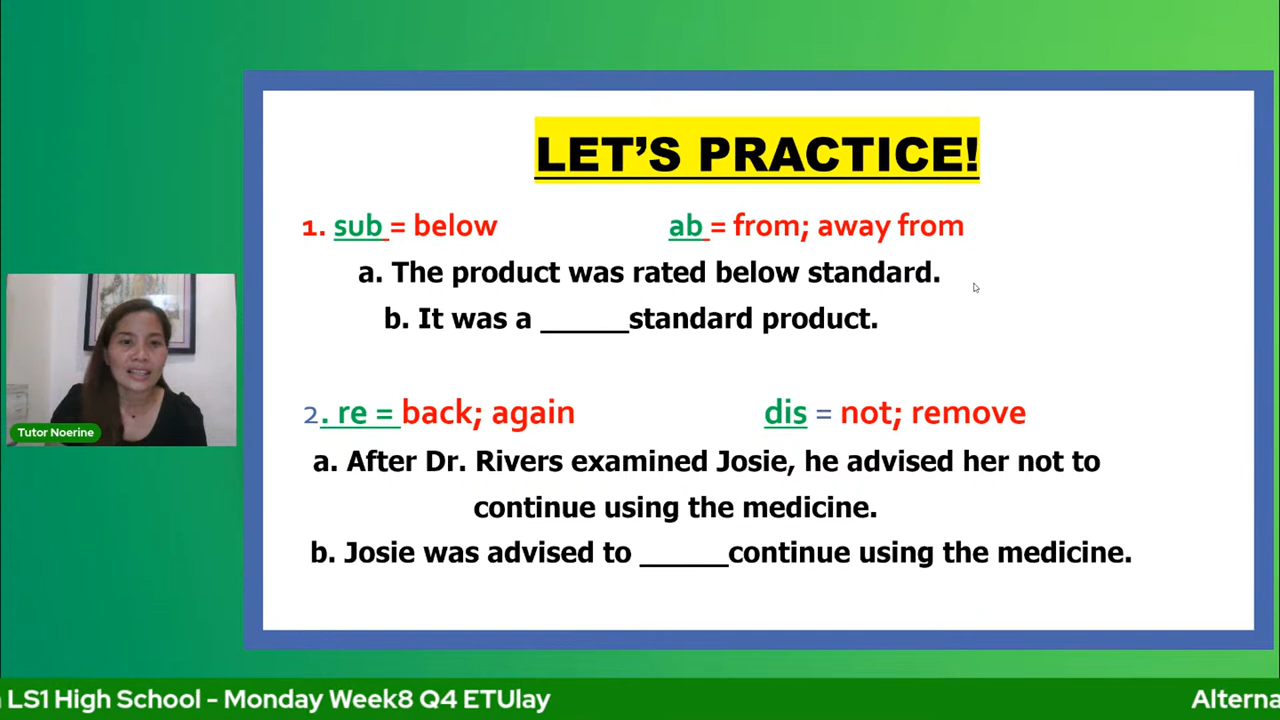 LET’S PRACTICE!
1. sub = below ab = from; away from
a. The product was rated below standard.
b. It was a ______standard product.
2. re = back; again dis = not; remove
a. After Dr. Rivers examined Josie, he advised her not to
continue using the medicine.
b. Josie was advised to ______continue using the medicine.
Tutor Noerine
LS1 High School - Monday Week8 Q4 ETUlay
Alterna